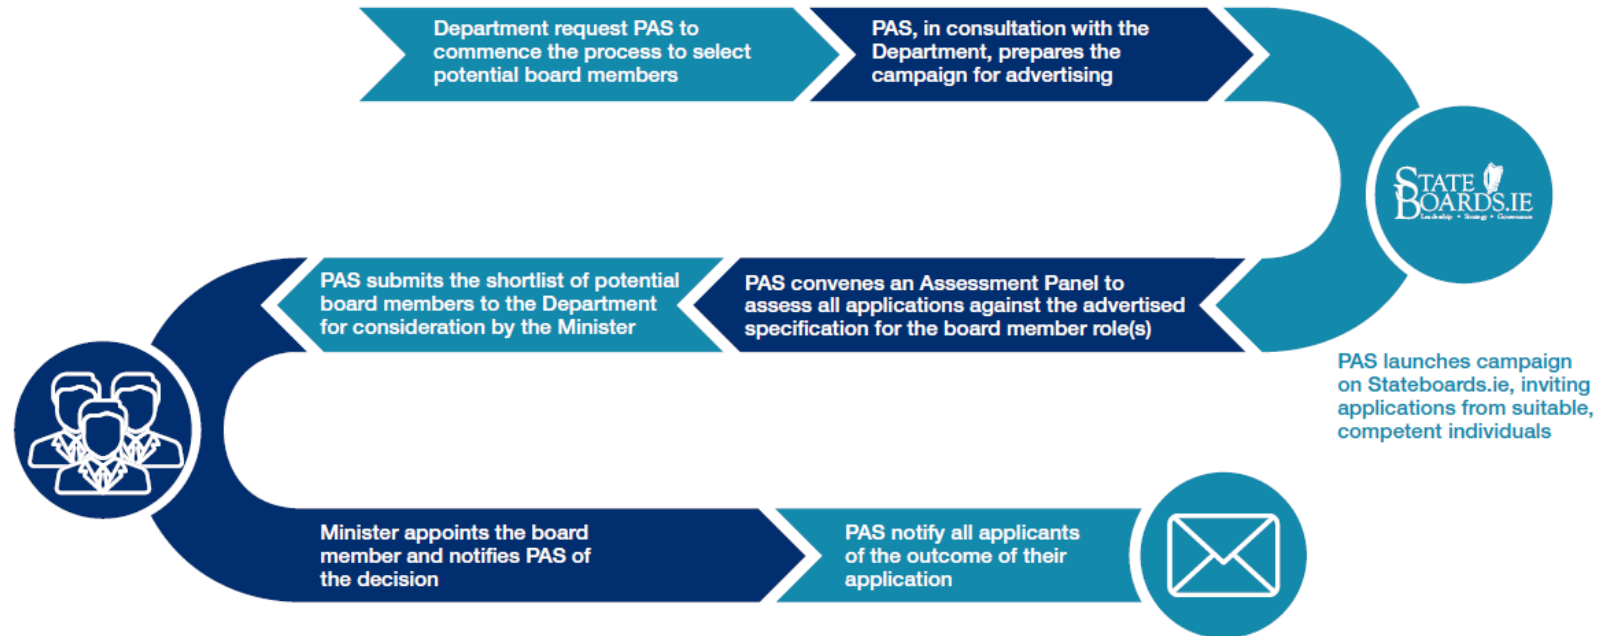 Department request PAS to
commence the process to select
potential board members
PAS, in consultation with the
Department, prepares the
campaign for advertising
STATE
BOARDS.IE
Leadership • Strategy • Governance
PAS launches campaign
on Stateboards.ie, inviting
applications from suitable,
competent individuals
PAS convenes an Assessment Panel to
assess all applications against the advertised
specification for the board member role(s)
PAS submits the shortlist of potential
board members to the Department
for consideration by the Minister
Minister appoints the board
member and notifies PAS of
the decision
PAS notify all applicants
of the outcome of their
application